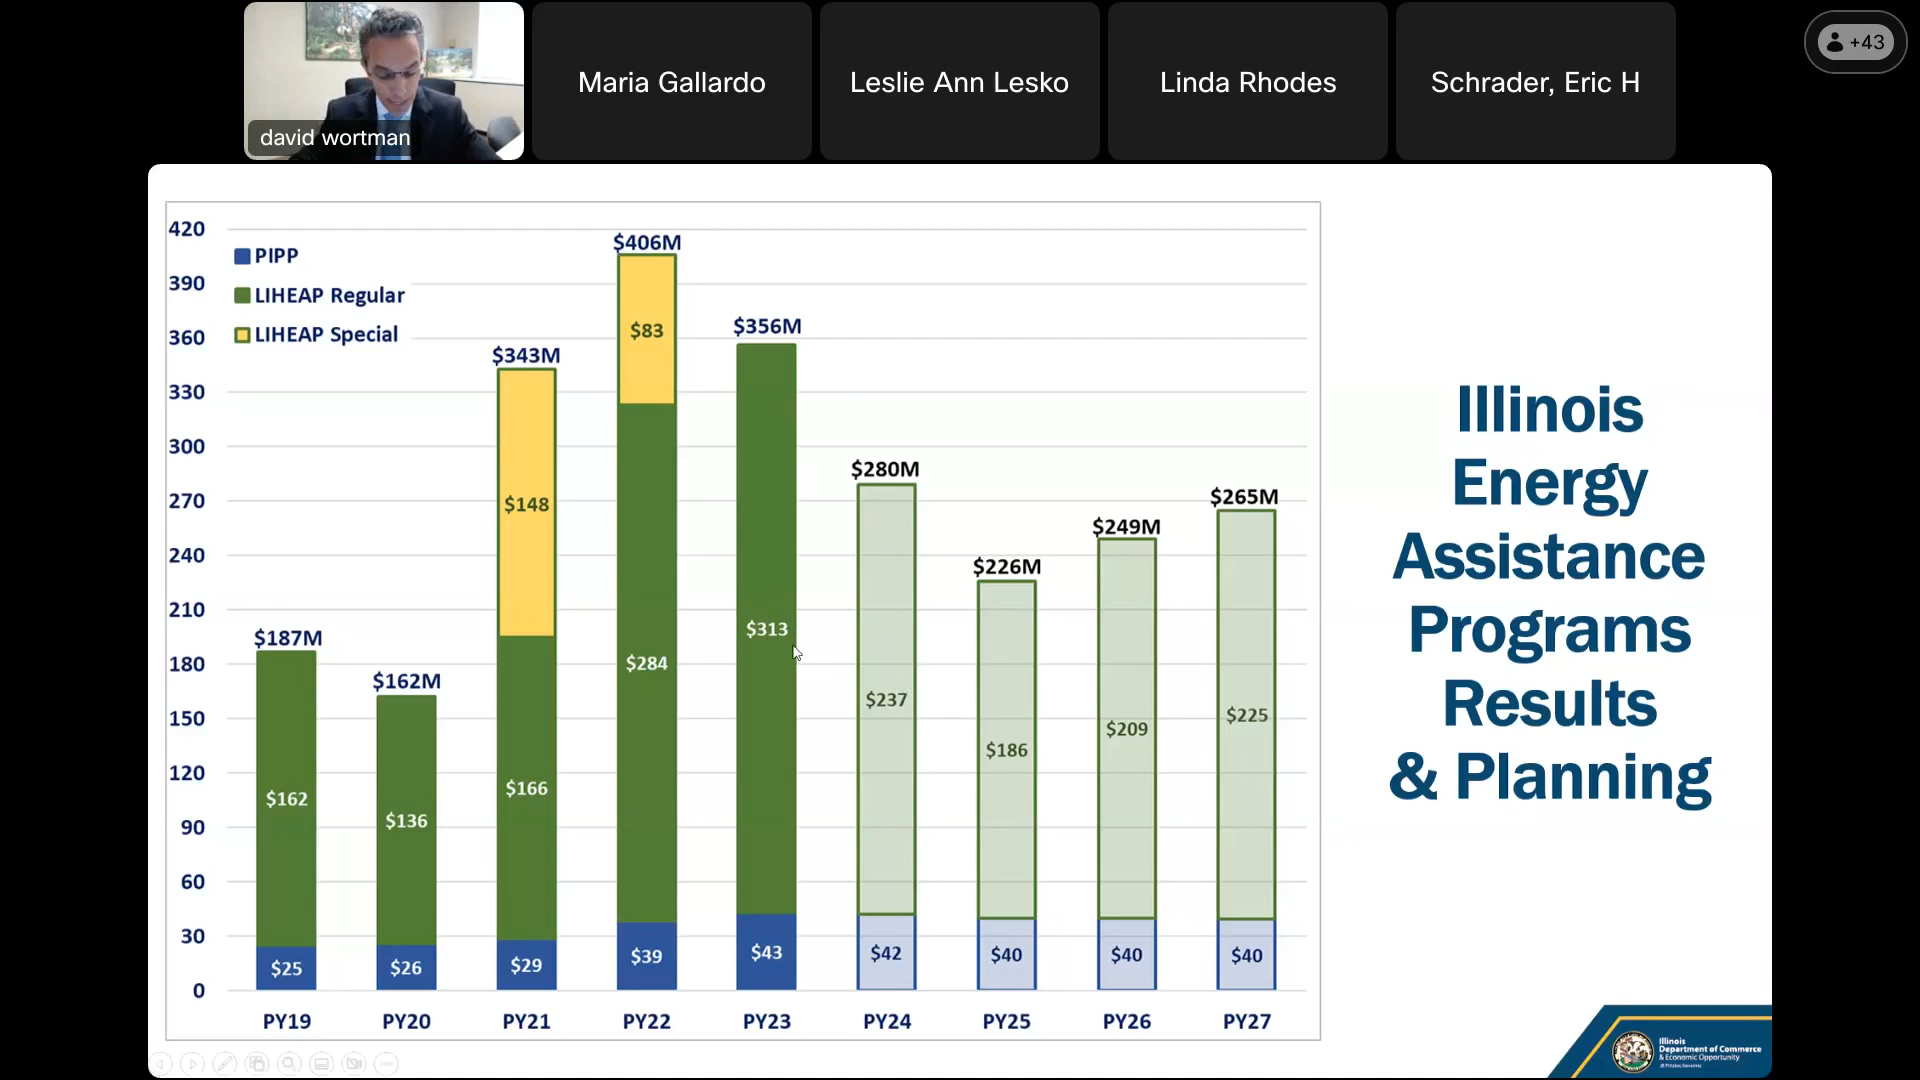 david wortman
Maria Gallardo
Leslie Ann Lesko
Linda Rhodes
Schrader, Eric H
+43
420
390
360
330
300
270
240
210
180
150
120
90
60
30
0
PIPP
LIHEAP Regular
LIHEAP Special
$187M
$162
$25
PY19
$162M
$136
$26
PY20
$343M
$148
$166
$29
PY21
$406M
$83
$284
$39
PY22
$356M
$313
$43
PY23
$280M
$237
$42
PY24
$226M
$186
$40
PY25
$249M
$209
$40
PY26
$265M
$225
$40
PY27
Illinois
Energy
Assistance
Programs
Results
& Planning
Illinois
Department of Commerce
& Economic Opportunity
JB Pritzker, Governor